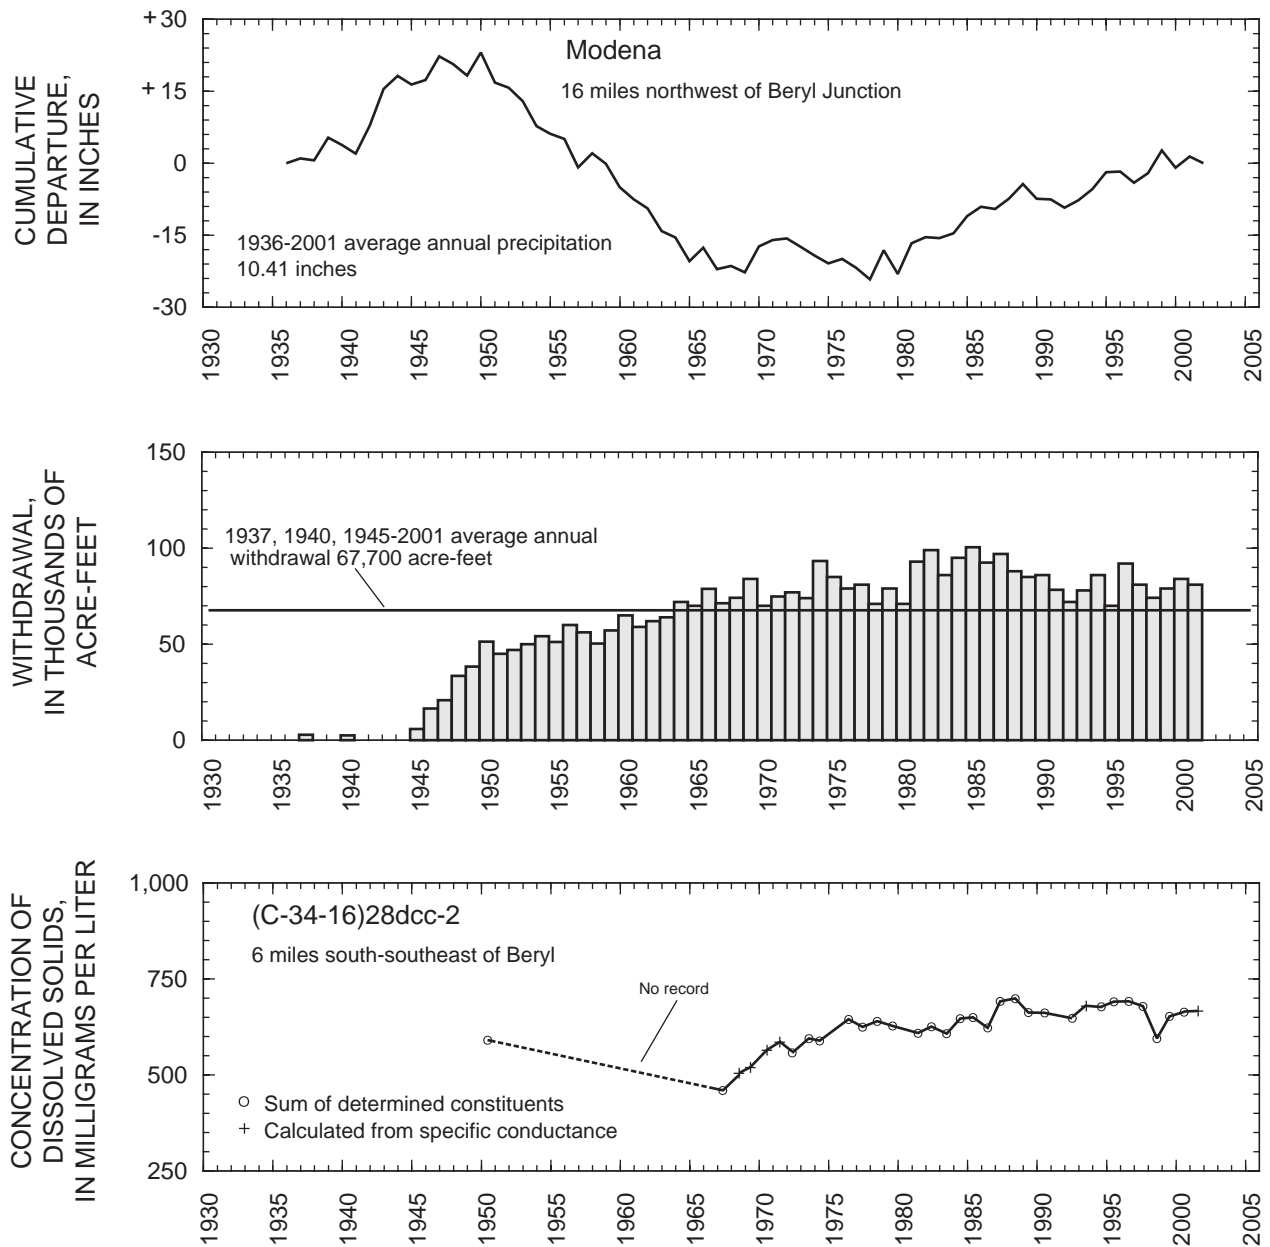 CUMULATIVE
DEPARTURE,
IN INCHES
+30
+15
0
-15
-30
Modena
16 miles northwest of Beryl Junction
1936-2001 average annual precipitation
10.41 inches
1930 1935 1940 1945 1950 1955 1960 1965 1970 1975 1980 1985 1990 1995 2000 2005
WITHDRAWAL,
IN THOUSANDS OF
ACRE-FEET
150
100
50
0
1937, 1940, 1945-2001 average annual
withdrawal 67,700 acre-feet
1930 1935 1940 1945 1950 1955 1960 1965 1970 1975 1980 1985 1990 1995 2000 2005
CONCENTRATION OF
DISSOLVED SOLIDS,
IN MILLIGRAMS PER LITER
1,000
750
500
250
(C-34-16)28dcc-2
6 miles south-southeast of Beryl
No record
Sum of determined constituents
+ Calculated from specific conductance
1930 1935 1940 1945 1950 1955 1960 1965 1970 1975 1980 1985 1990 1995 2000 2005